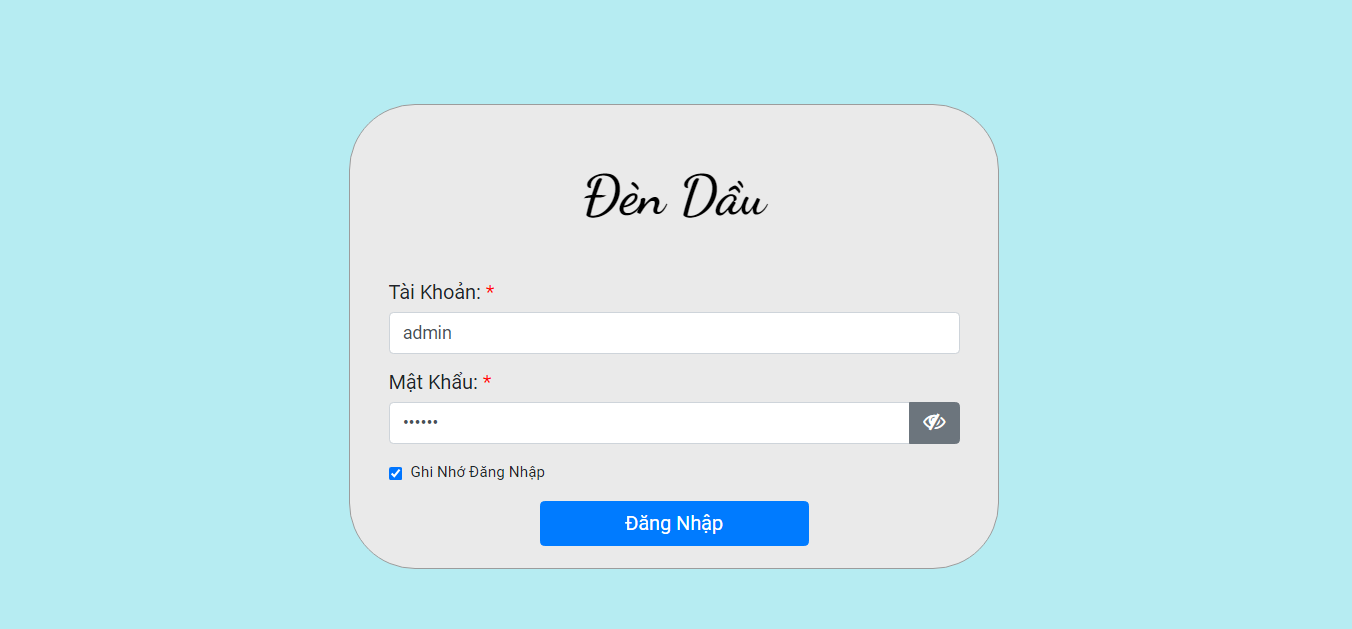 Đèn Dầu
Tài Khoản: *
admin
Mật Khẩu: *
••••••
Ghi Nhớ Đăng Nhập
Đăng Nhập